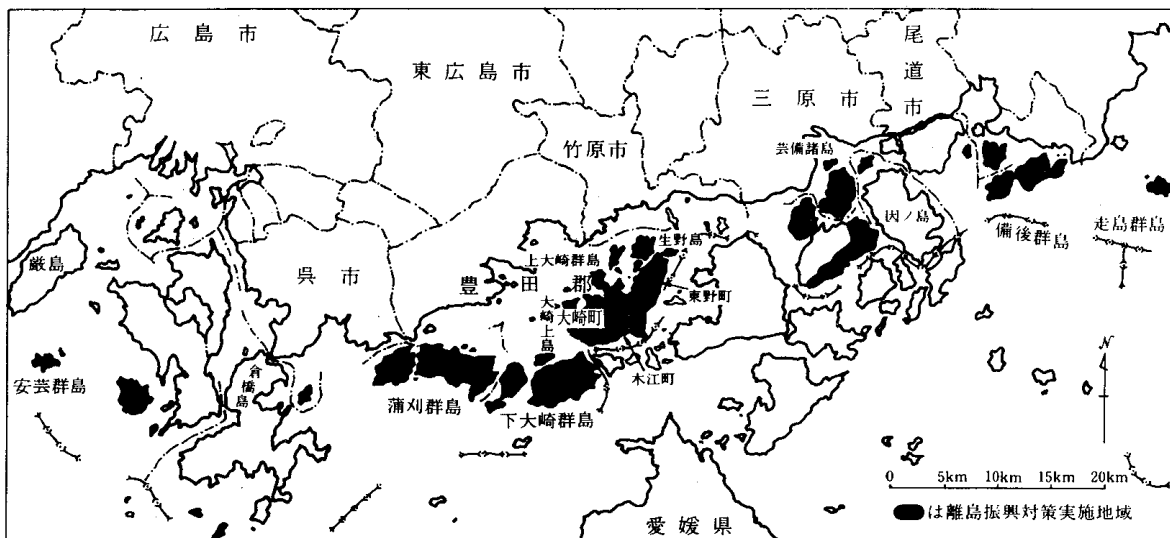 広島市
東広島市
尾道市
三原市
竹原市
芸備諸島
因ノ島
備後群島
走島群島
生野島
上大崎群島
厳島
呉市
豊田郡
東野町
大崎上島
大崎町
木江町
倉橋島
安芸群島
蒲刈群島
下大崎群島
愛媛県
N
0 5km 10km 15km 20km
は離島振興対策実施地域